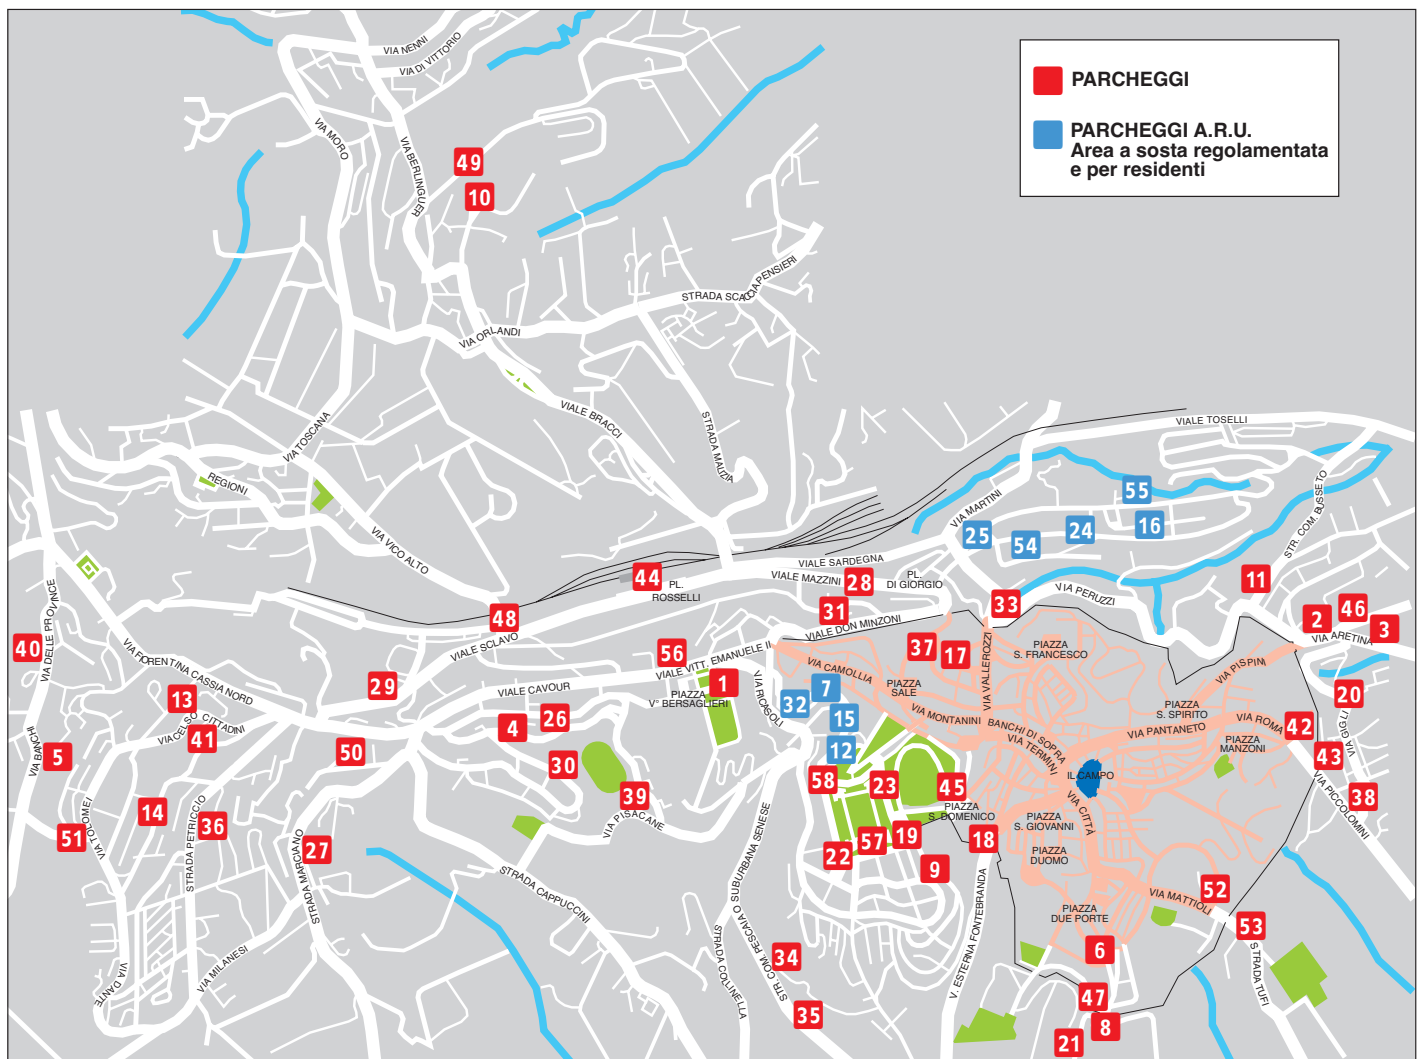 VIA NENNI
VIA DI VITTORIO
PARCHEGGI
PARCHEGGI A.R.U.
Area a sosta regolamentata
e per residenti
VIA MORO
VIA BERLINGUER
49
10
STRADA SCACCIAPENSIERI
VIA ORLANDI
VIALE BRACCI
STRADA MALIZIA
VIA TOSCANA
VIALE TOSELLI
REGIONI
VIA MARTINI
55
STR. COM. BUSSETO
VIA VICO ALTO
25
54
24
16
VIALE SARDEGNA
44
PL.
ROSSELLI
VIALE MAZZINI
28
PL.
DI GIORGIO
11
VIA DELLE PROVINCE
48
31
VIALE DON MINZONI
33
VIA PERUZZI
2
46
3
VIA ARETINA
40
VIA FIORENTINA CASSIA NORD
VIALE SCLAVO
56
VIALE VITT. EMANUELE II
37
17
VIA VALLEROZZI
PIAZZA
S. FRANCESCO
VIA CAMOLLIA
VIA PISPINI
29
13
VIALE CAVOUR
PIAZZA
V° BERSAGLIERI
1
VIA RICASOLI
32
7
PIAZZA
SALE
20
VIA CELSO CITTADINI
41
4
26
15
VIA MONTANINI
BANCHI DI SOPRA
VIA TERMINI
PIAZZA
S. SPIRITO
VIA PANTANETO
VIA ROMA
42
VIA GIGLI
VIA BANCHI
5
50
30
12
PIAZZA
MANZONI
43
58
23
45
IL CAMPO
VIA PICCOLOMINI
38
14
36
39
VIA PISACANE
PIAZZA
S. DOMENICO
PIAZZA
S. GIOVANNI
VIA CITTÀ
51
VIA TOLOMEI
STRADA PETRICCIO
27
STRADA MARCIANO
STR. COM. PESCAIA O SUBURBANA SENESE
22
57
19
9
18
PIAZZA
DUOMO
STRADA CAPPUCCINI
V. ESTERNA FONTEBRANDA
VIA MATTIOLI
52
PIAZZA
DUE PORTE
53
STRADA TUFI
VIA DANTE
VIA MILANESI
STRADA COLLINELLA
34
6
35
47
8
21